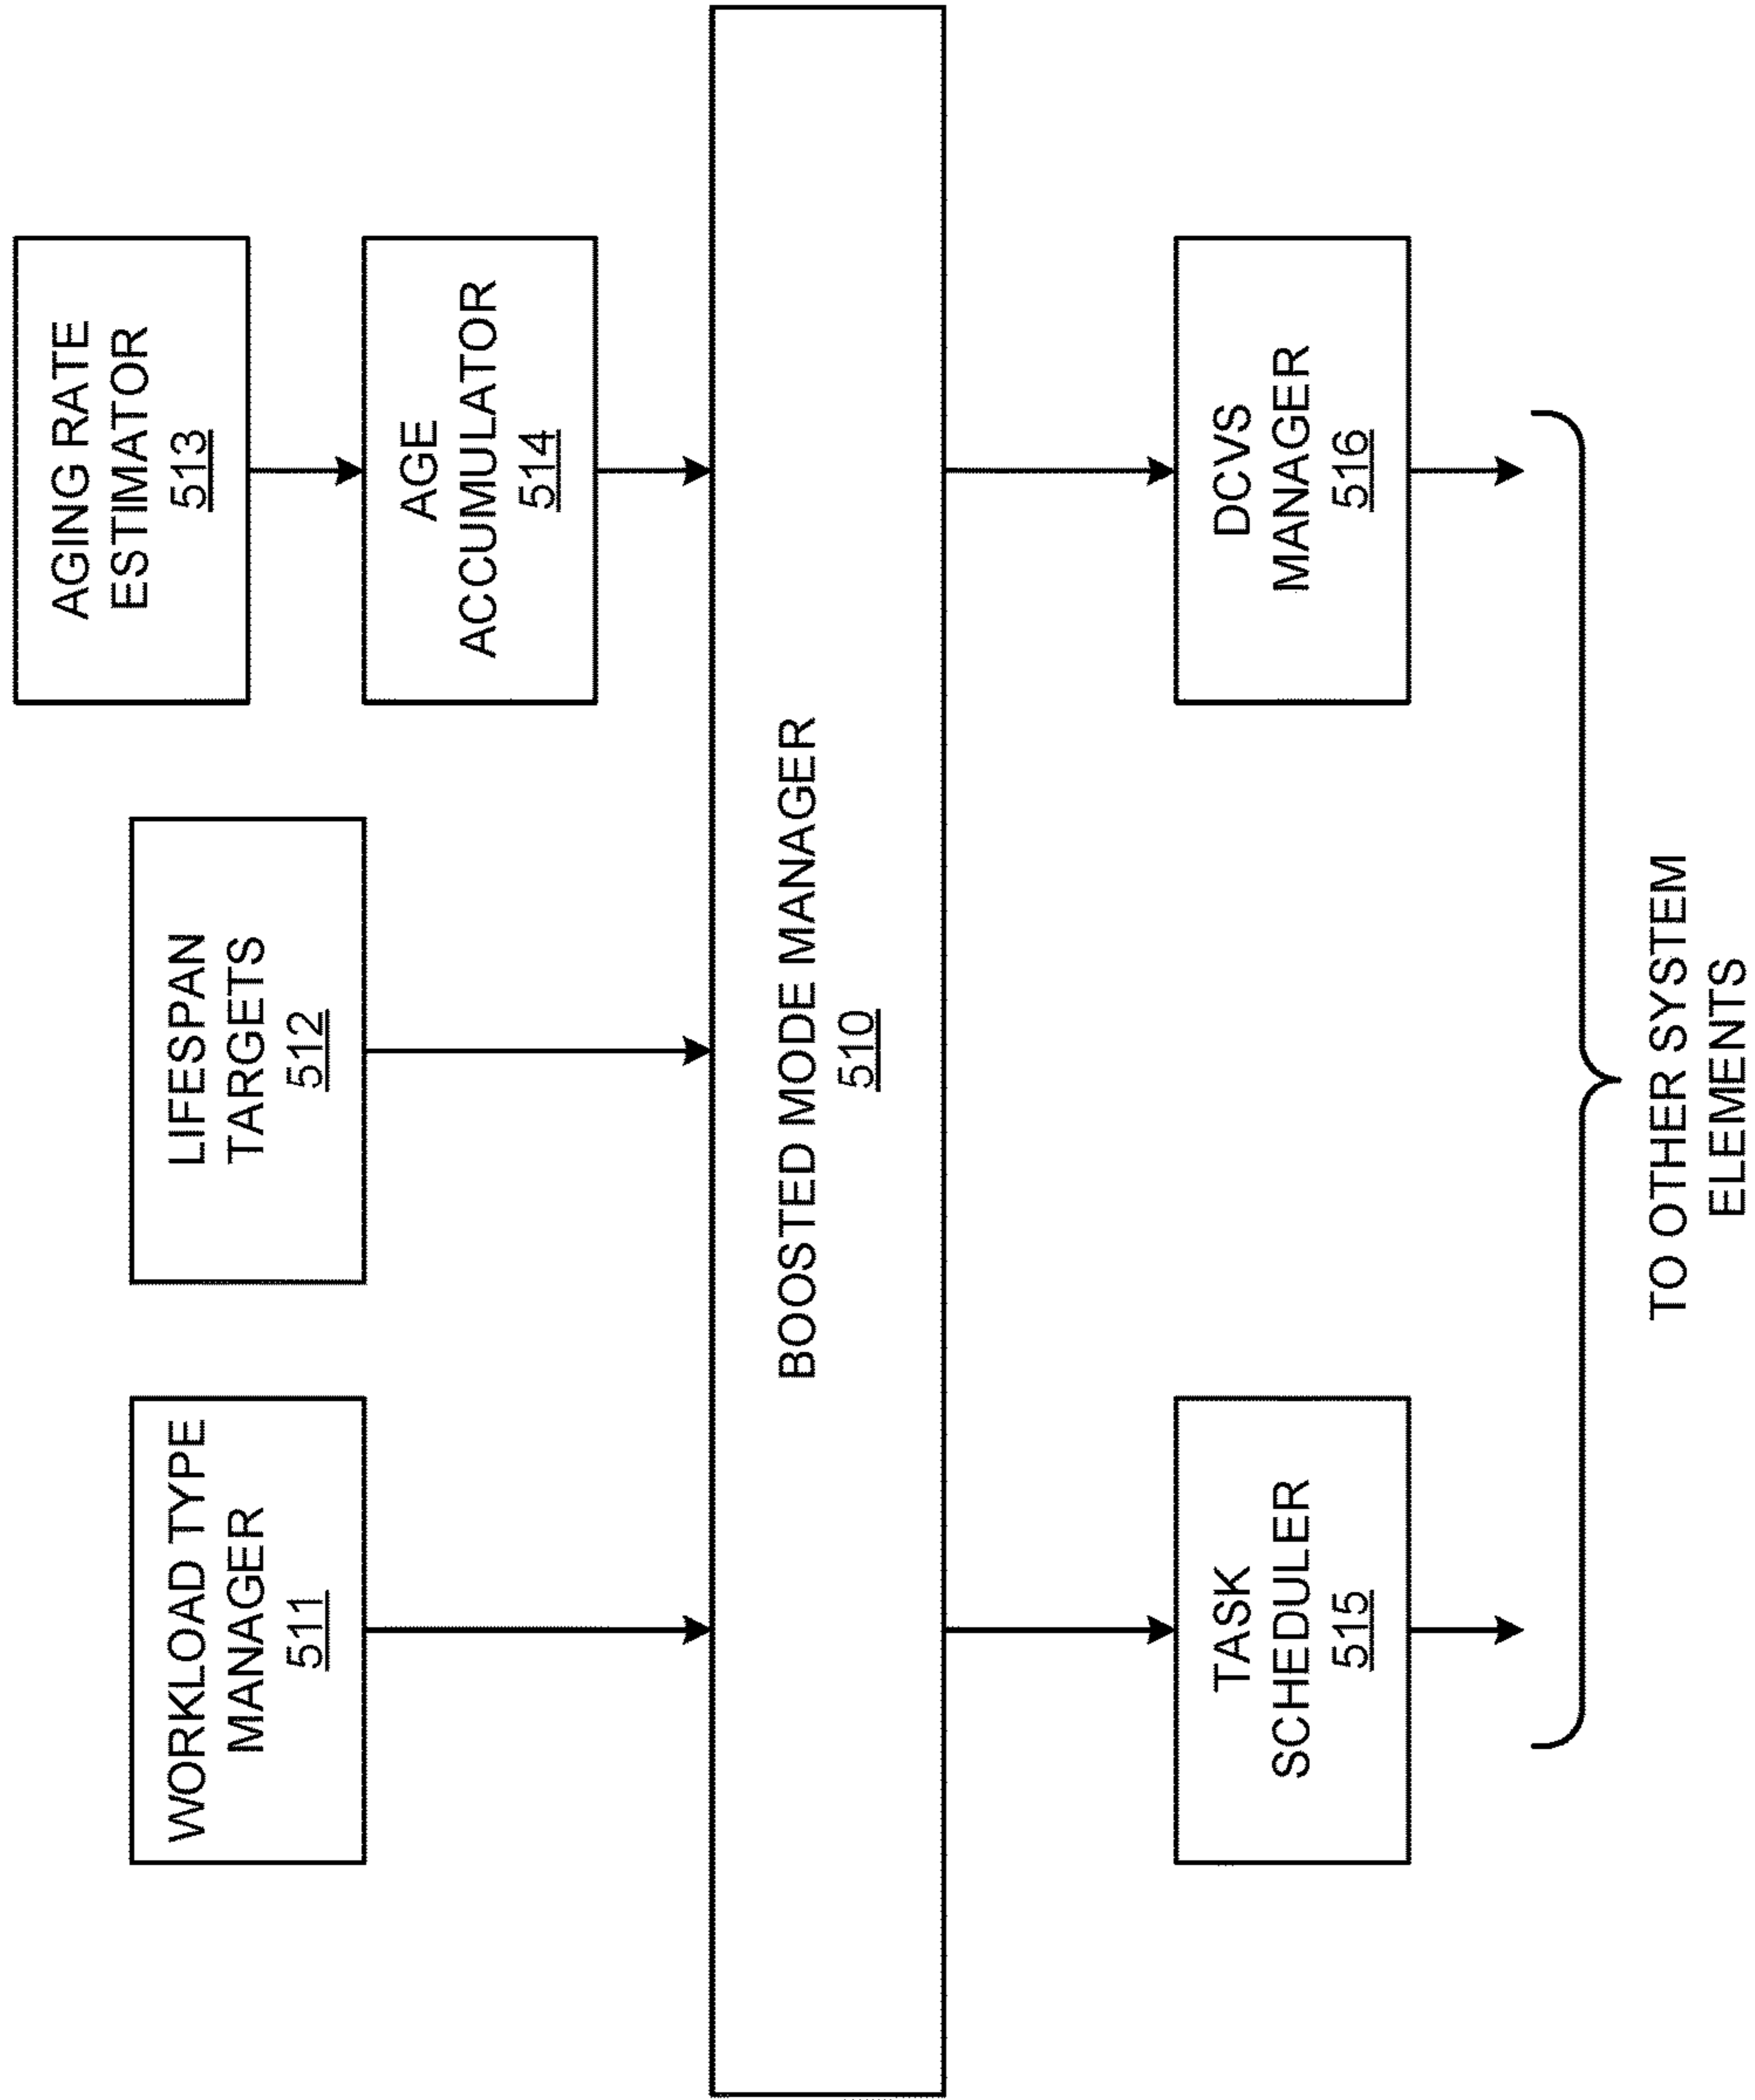 WORKLOAD TYPE
MANAGER
511
LIFESPAN
TARGETS
512
AGING RATE
ESTIMATOR
513
AGE
ACCUMULATOR
514
BOOSTED MODE MANAGER
510
TASK
SCHEDULER
515
DCVS
MANAGER
516
TO OTHER SYSTEM
ELEMENTS